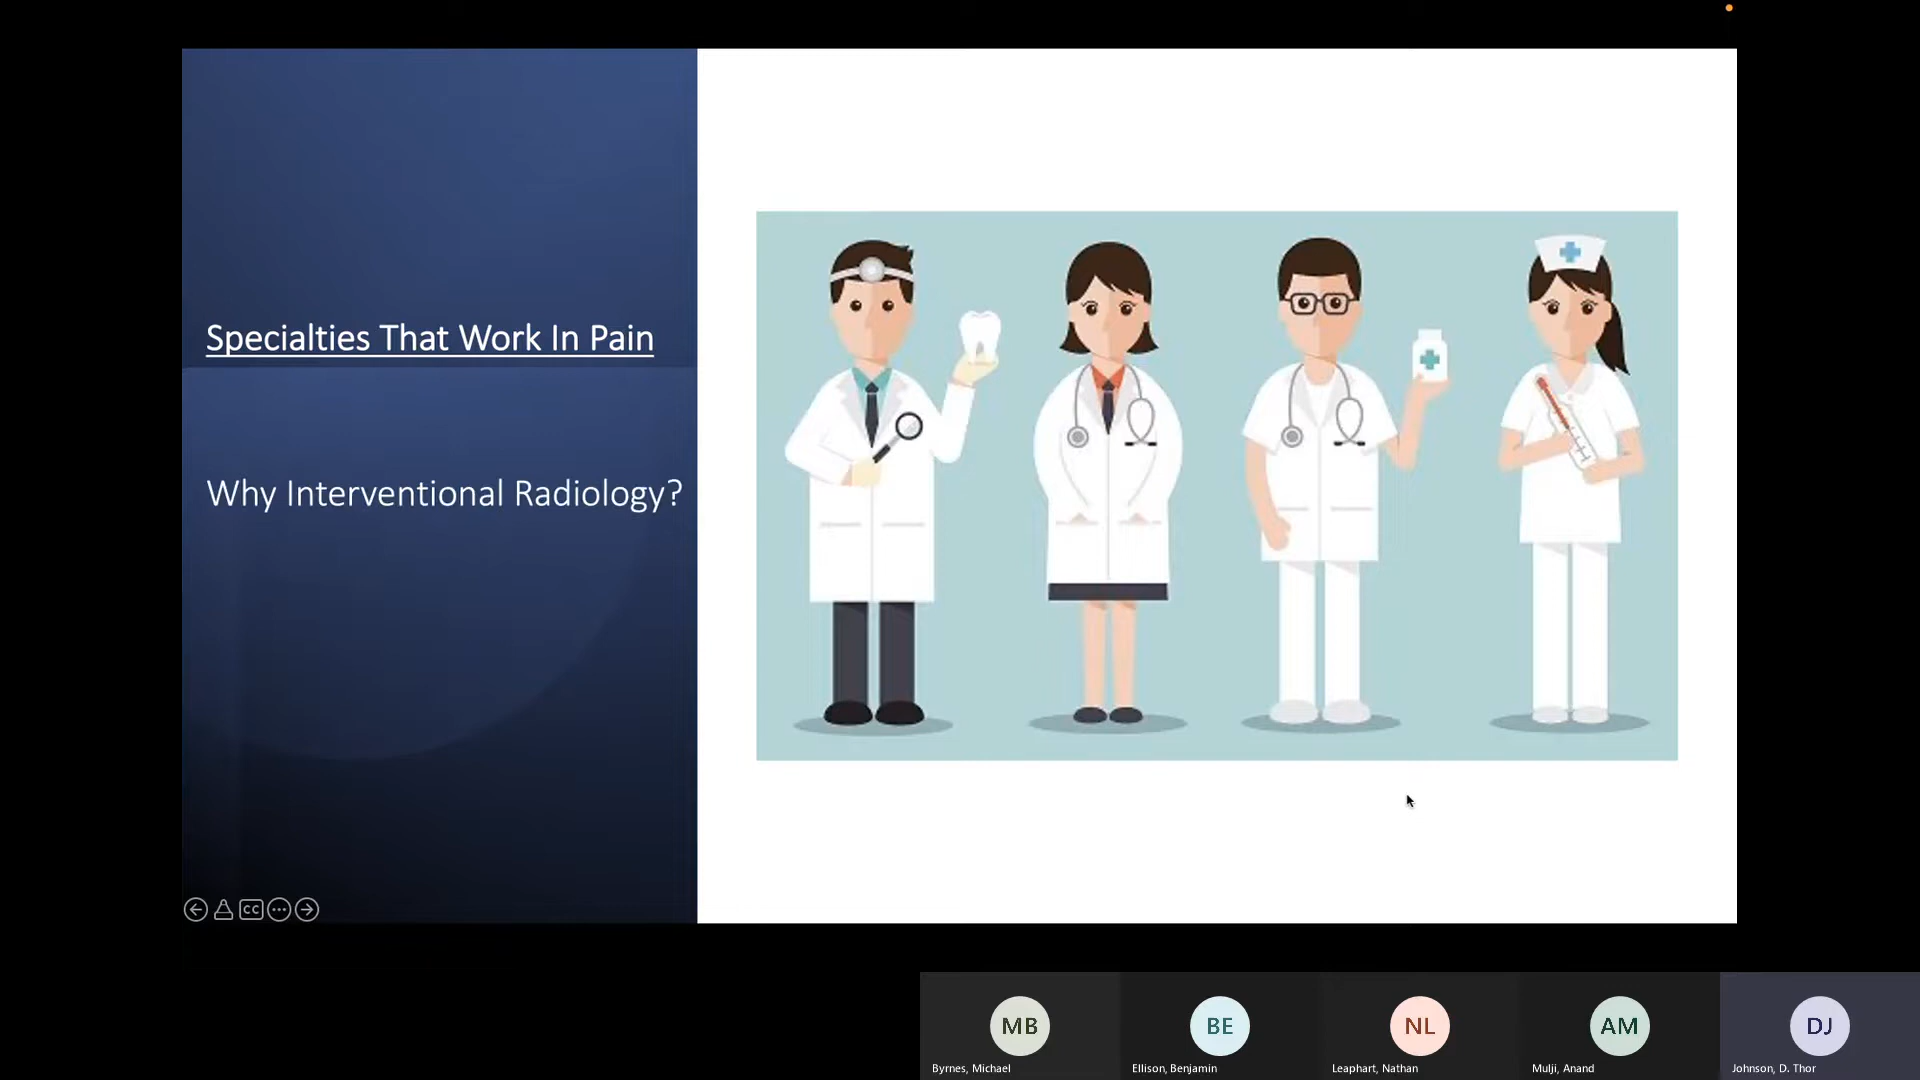 Specialties That Work In Pain
Why Interventional Radiology?
CC
MB
BE
NL
AM
DJ
Byrnes, Michael
Ellison, Benjamin
Leaphart, Nathan
Mulji, Anand
Johnson, D. Thor